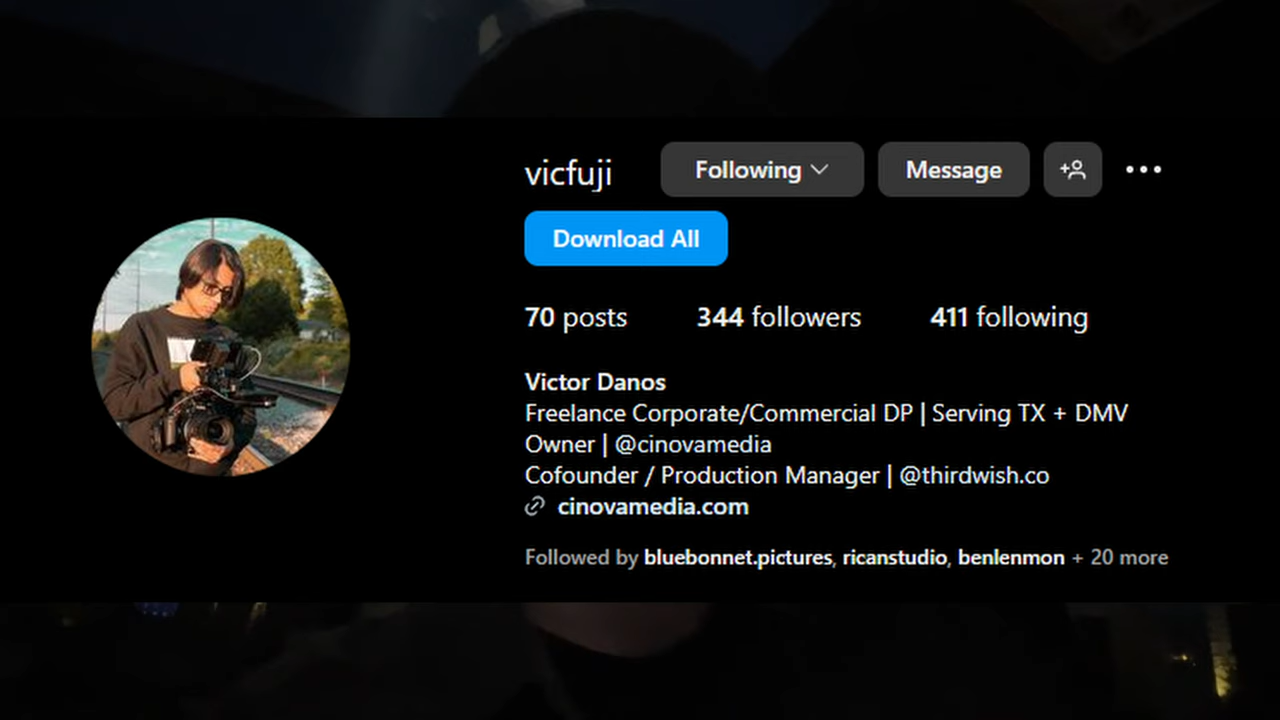 vicfuji Following Message
Download All
70 posts 344 followers 411 following
Victor Danos
Freelance Corporate/Commercial DP | Serving TX + DMV
Owner | @cinovamedia
Cofounder / Production Manager | @thirdwish.co
cinovamedia.com
Followed by bluebonnet.pictures, ricanstudio, benlenmon + 20 more